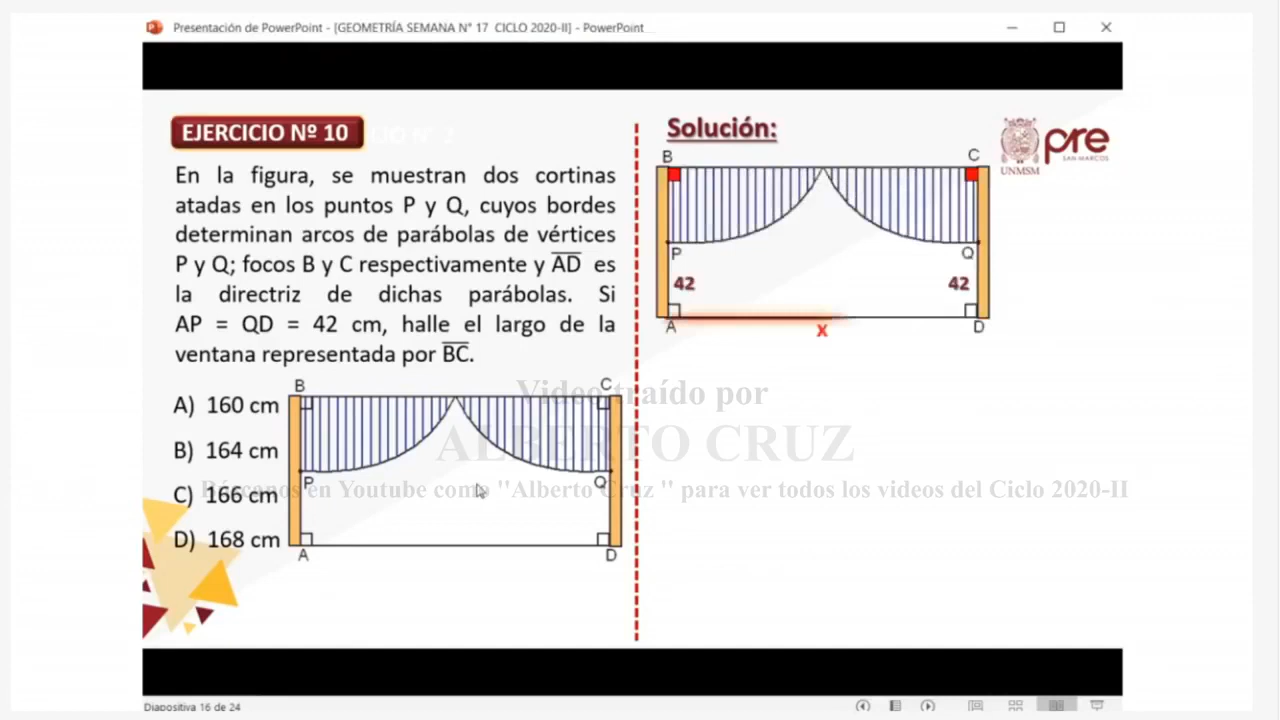 Presentación de PowerPoint - [GEOMETRÍA SEMANA N° 17 CICLO 2020-II] - PowerPoint
EJERCICIO Nº 10
En la figura, se muestran dos cortinas
atadas en los puntos P y Q, cuyos bordes
determinan arcos de parábolas de vértices
P y Q; focos B y C respectivamente y AD es
la directriz de dichas parábolas. Si
AP = QD = 42 cm, halle el largo de la
ventana representada por BC.
A) 160 cm
B) 164 cm
C) 166 cm
D) 168 cm
B
C
P
Q
A
D
Solución:
B
C
P
Q
42
42
A
x
D
UNMSM
pre
SAN MARCOS
Video traído por
ALBERTO CRUZ
Búscanos en Youtube como "Alberto Cruz " para ver todos los videos del Ciclo 2020-II
Diapositiva 16 de 24